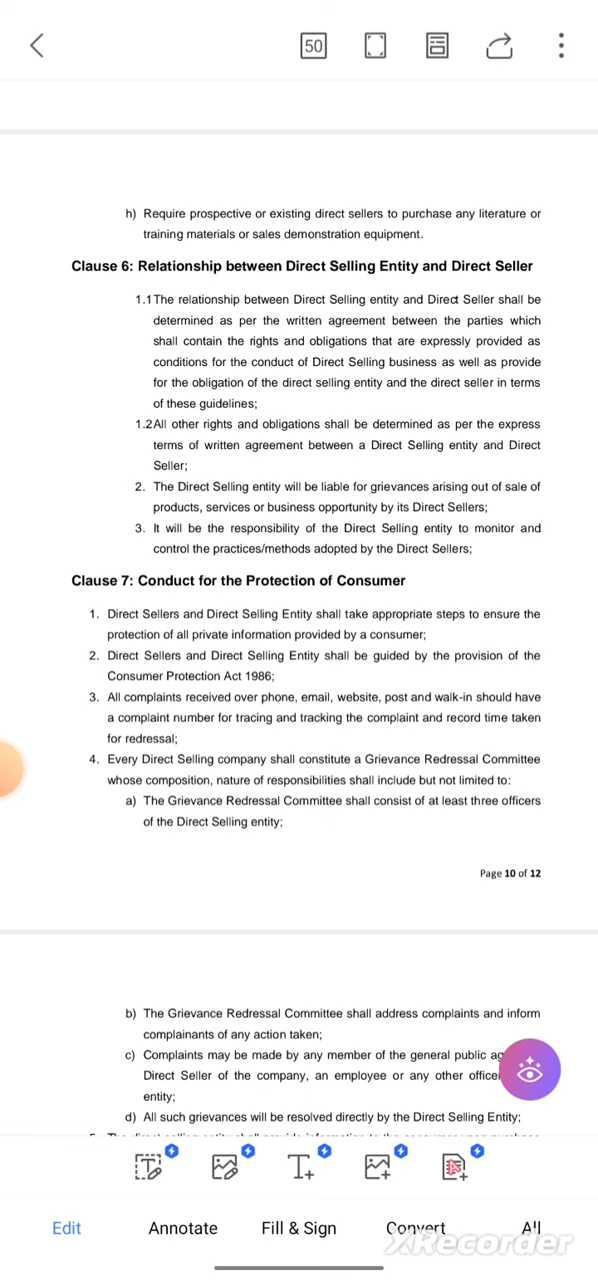 50
h) Require prospective or existing direct sellers to purchase any literature or
training materials or sales demonstration equipment.
Clause 6: Relationship between Direct Selling Entity and Direct Seller
1.1The relationship between Direct Selling entity and Direct Seller shall be
determined as per the written agreement between the parties which
shall contain the rights and obligations that are expressly provided as
conditions for the conduct of Direct Selling business as well as provide
for the obligation of the direct selling entity and the direct seller in terms
of these guidelines;
1.2All other rights and obligations shall be determined as per the express
terms of written agreement between a Direct Selling entity and Direct
Seller;
2. The Direct Selling entity will be liable for grievances arising out of sale of
products, services or business opportunity by its Direct Sellers;
3. It will be the responsibility of the Direct Selling entity to monitor and
control the practices/methods adopted by the Direct Sellers;
Clause 7: Conduct for the Protection of Consumer
1. Direct Sellers and Direct Selling Entity shall take appropriate steps to ensure the
protection of all private information provided by a consumer;
2. Direct Sellers and Direct Selling Entity shall be guided by the provision of the
Consumer Protection Act 1986;
3. All complaints received over phone, email, website, post and walk-in should have
a complaint number for tracing and tracking the complaint and record time taken
for redressal;
4. Every Direct Selling company shall constitute a Grievance Redressal Committee
whose composition, nature of responsibilities shall include but not limited to:
a) The Grievance Redressal Committee shall consist of at least three officers
of the Direct Selling entity;
Page 10 of 12
b) The Grievance Redressal Committee shall address complaints and inform
complainants of any action taken;
c) Complaints may be made by any member of the general public
Direct Seller of the company, an employee or any other
entity;
d) All such grievances will be resolved directly by the Direct Selling Entity;
Edit Annotate Fill & Sign Convert All
XRecorder